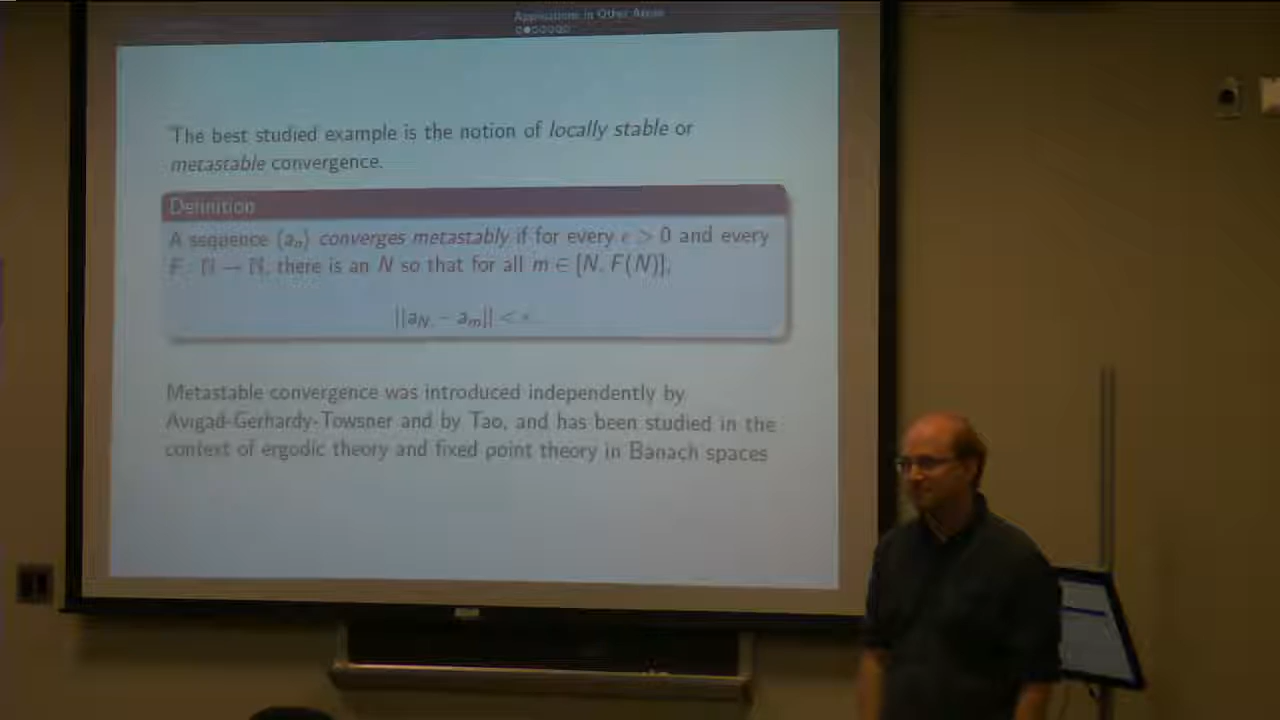 Applications in Other Areas
The best studied example is the notion of locally stable or
metastable convergence.
Definition
A sequence (aₙ) converges metastably if for every ϵ > 0 and every
F : ℕ → ℕ, there is an N so that for all m ∈ [N, F(N)],
||a_N − a_m|| < ϵ.
Metastable convergence was introduced independently by
Avigad-Gerhardy-Towsner and by Tao, and has been studied in the
context of ergodic theory and fixed point theory in Banach spaces